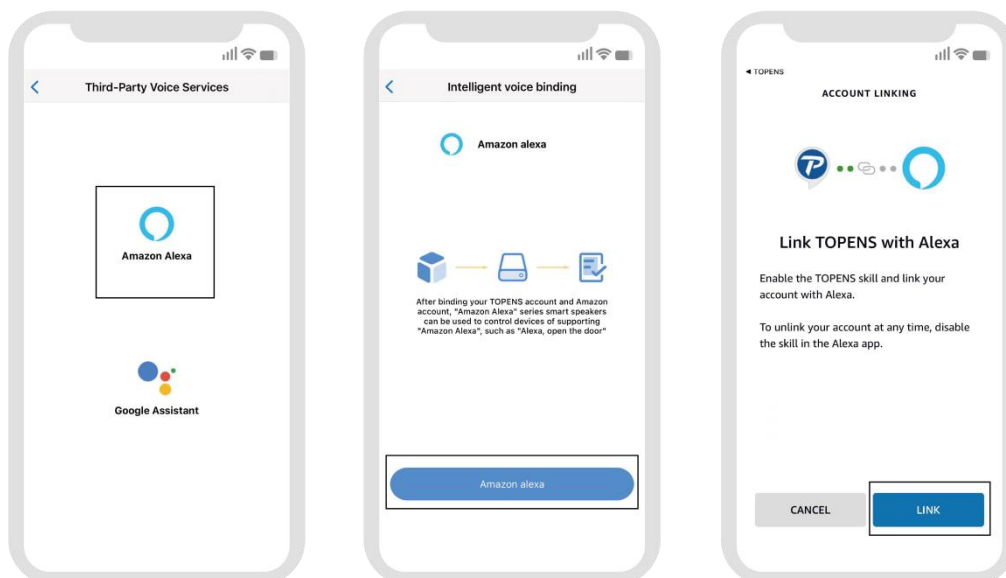 Third-Party Voice Services
Amazon Alexa
Google Assistant
Intelligent voice binding
Amazon alexa
After binding your TOPENS account and Amazon
account, "Amazon Alexa" series smart speakers
can be used to control devices of supporting
"Amazon Alexa", such as "Alexa, open the door"
Amazon alexa
TOPENS
ACCOUNT LINKING
Link TOPENS with Alexa
Enable the TOPENS skill and link your
account with Alexa.
To unlink your account at any time, disable
the skill in the Alexa app.
CANCEL
LINK